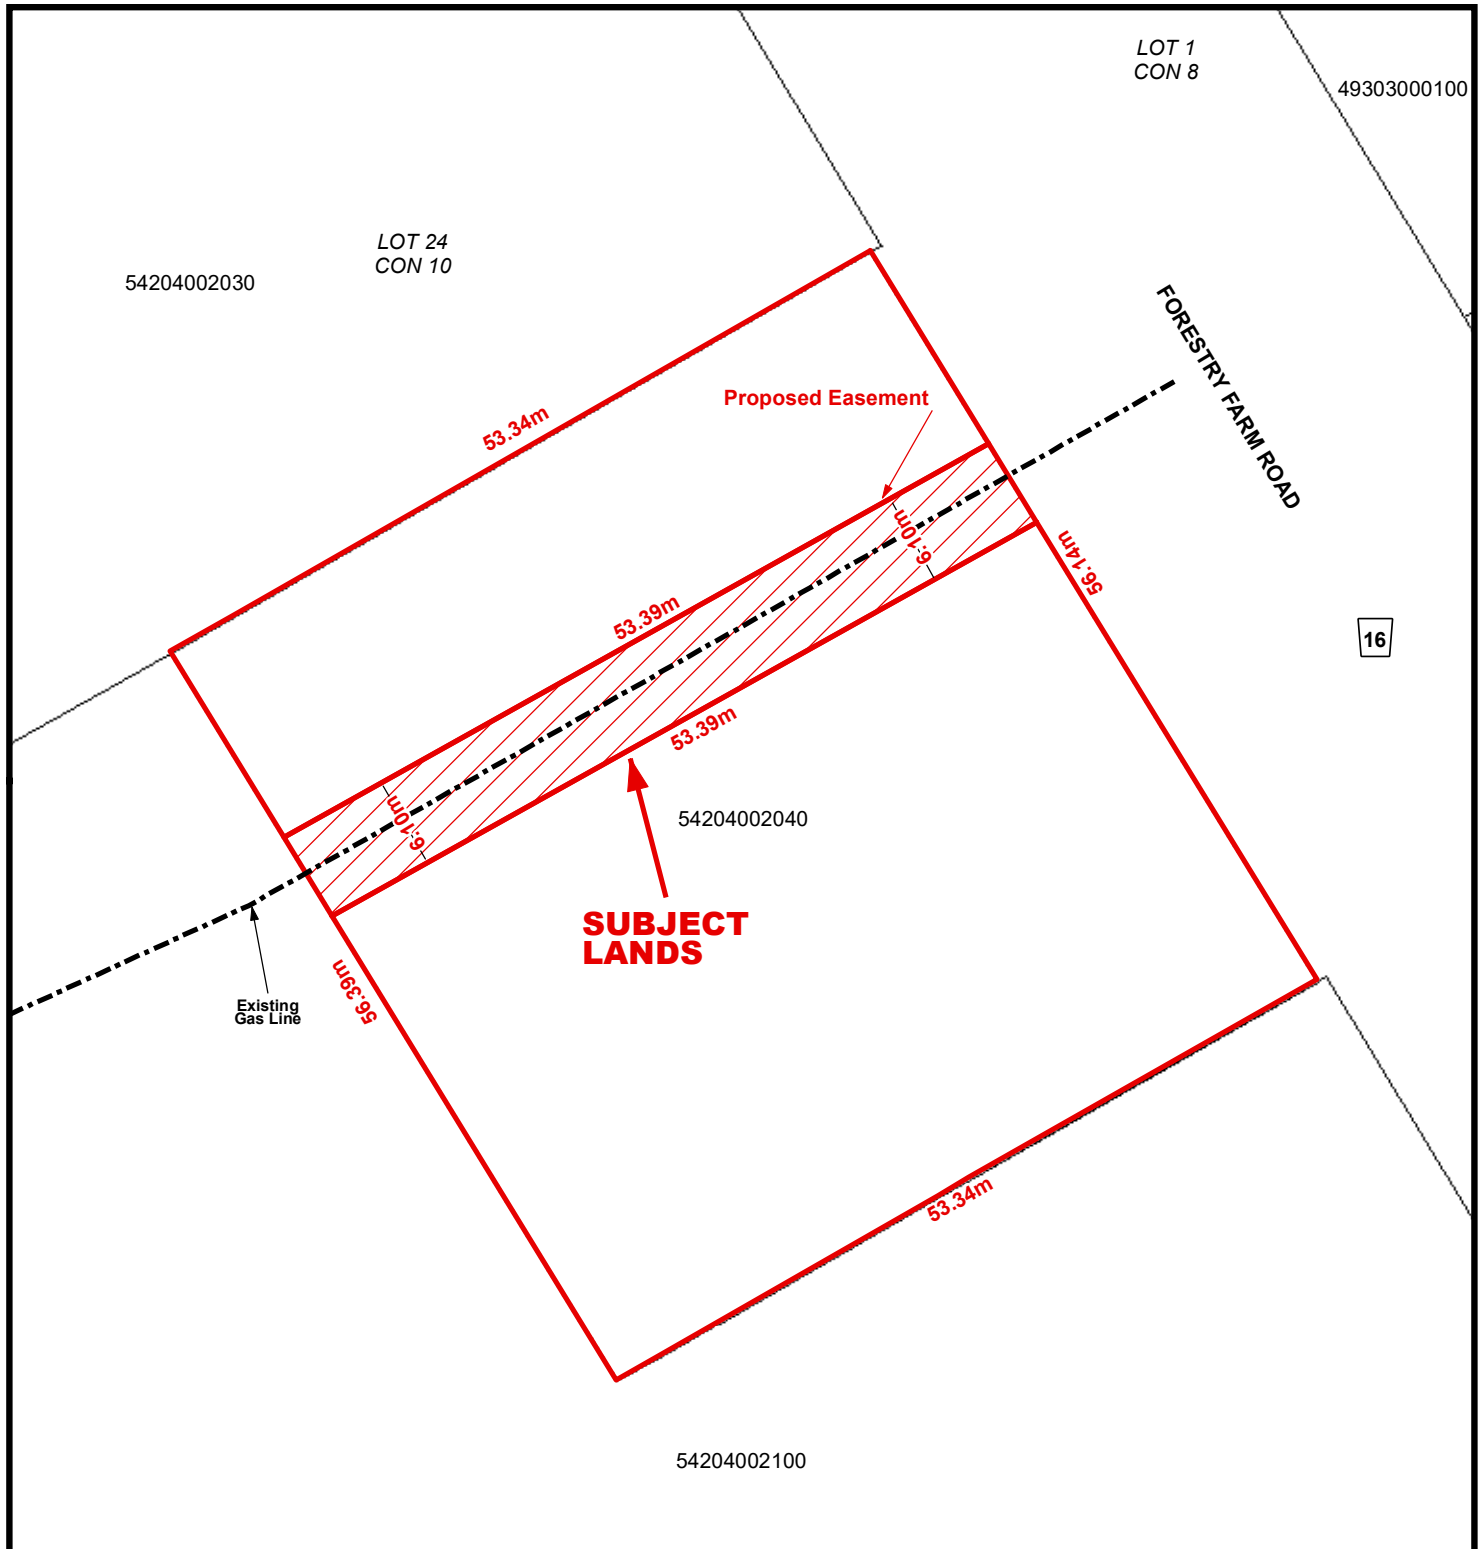 LOT 1
CON 8
49303000100
LOT 24
CON 10
54204002030
FORESTRY FARM ROAD
Proposed Easement
53.34m
6.10m
56.14m
53.39m
16
53.39m
6.10m
54204002040
SUBJECT
LANDS
56.39m
Existing
Gas Line
53.34m
54204002100